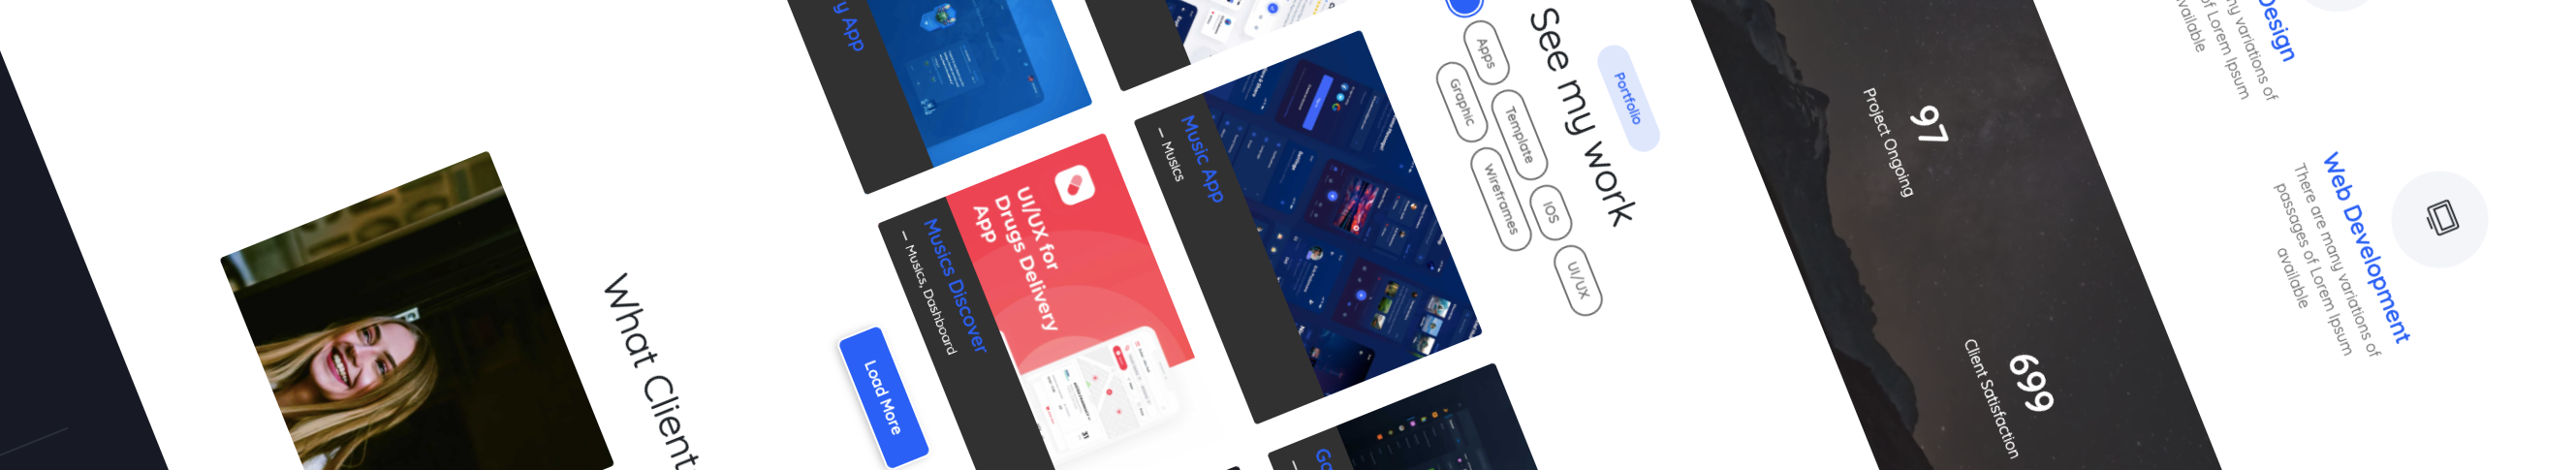 Design
ny variations of
of Lorem Ipsum
vailable
Web Development
There are many variations of
passages of Lorem Ipsum
available
97
Project Ongoing
699
Client Satisfaction
Portfolio
See my work
Apps
Template
IOS
UI/UX
Graphic
Wireframes
Music App
— Musics
Go
y App
UI/UX for
Drugs Delivery
App
Musics Discover
— Musics, Dashboard
Load More
What Client